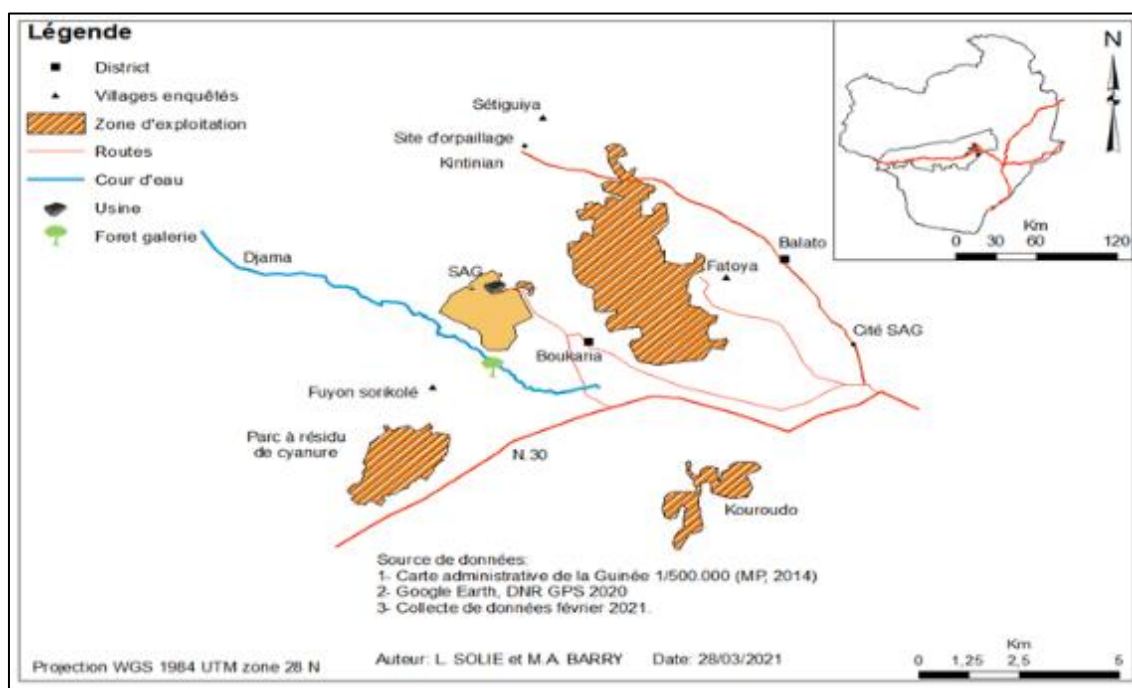 Légende
District
Villages enquêtés
Zone d'exploitation
Routes
Cour d'eau
Usine
Foret galerie
N
Km
0 30 60 120
Sétiguiya
Site d'orpaillage
Kintinian
Balato
Fatoya
Djama
SAG
Cité SAG
Boukaria
Fuyon sorikolé
Parc à résidu
de cyanure
N.30
Kouroudo
Source de données:
1- Carte administrative de la Guinée 1/500.000 (MP, 2014)
2- Google Earth, DNR GPS 2020
3- Collecte de données février 2021.
Projection WGS 1984 UTM zone 28 N
Auteur: L. SOLIE et M.A. BARRY Date: 28/03/2021
Km
0 1,25 2,5 5